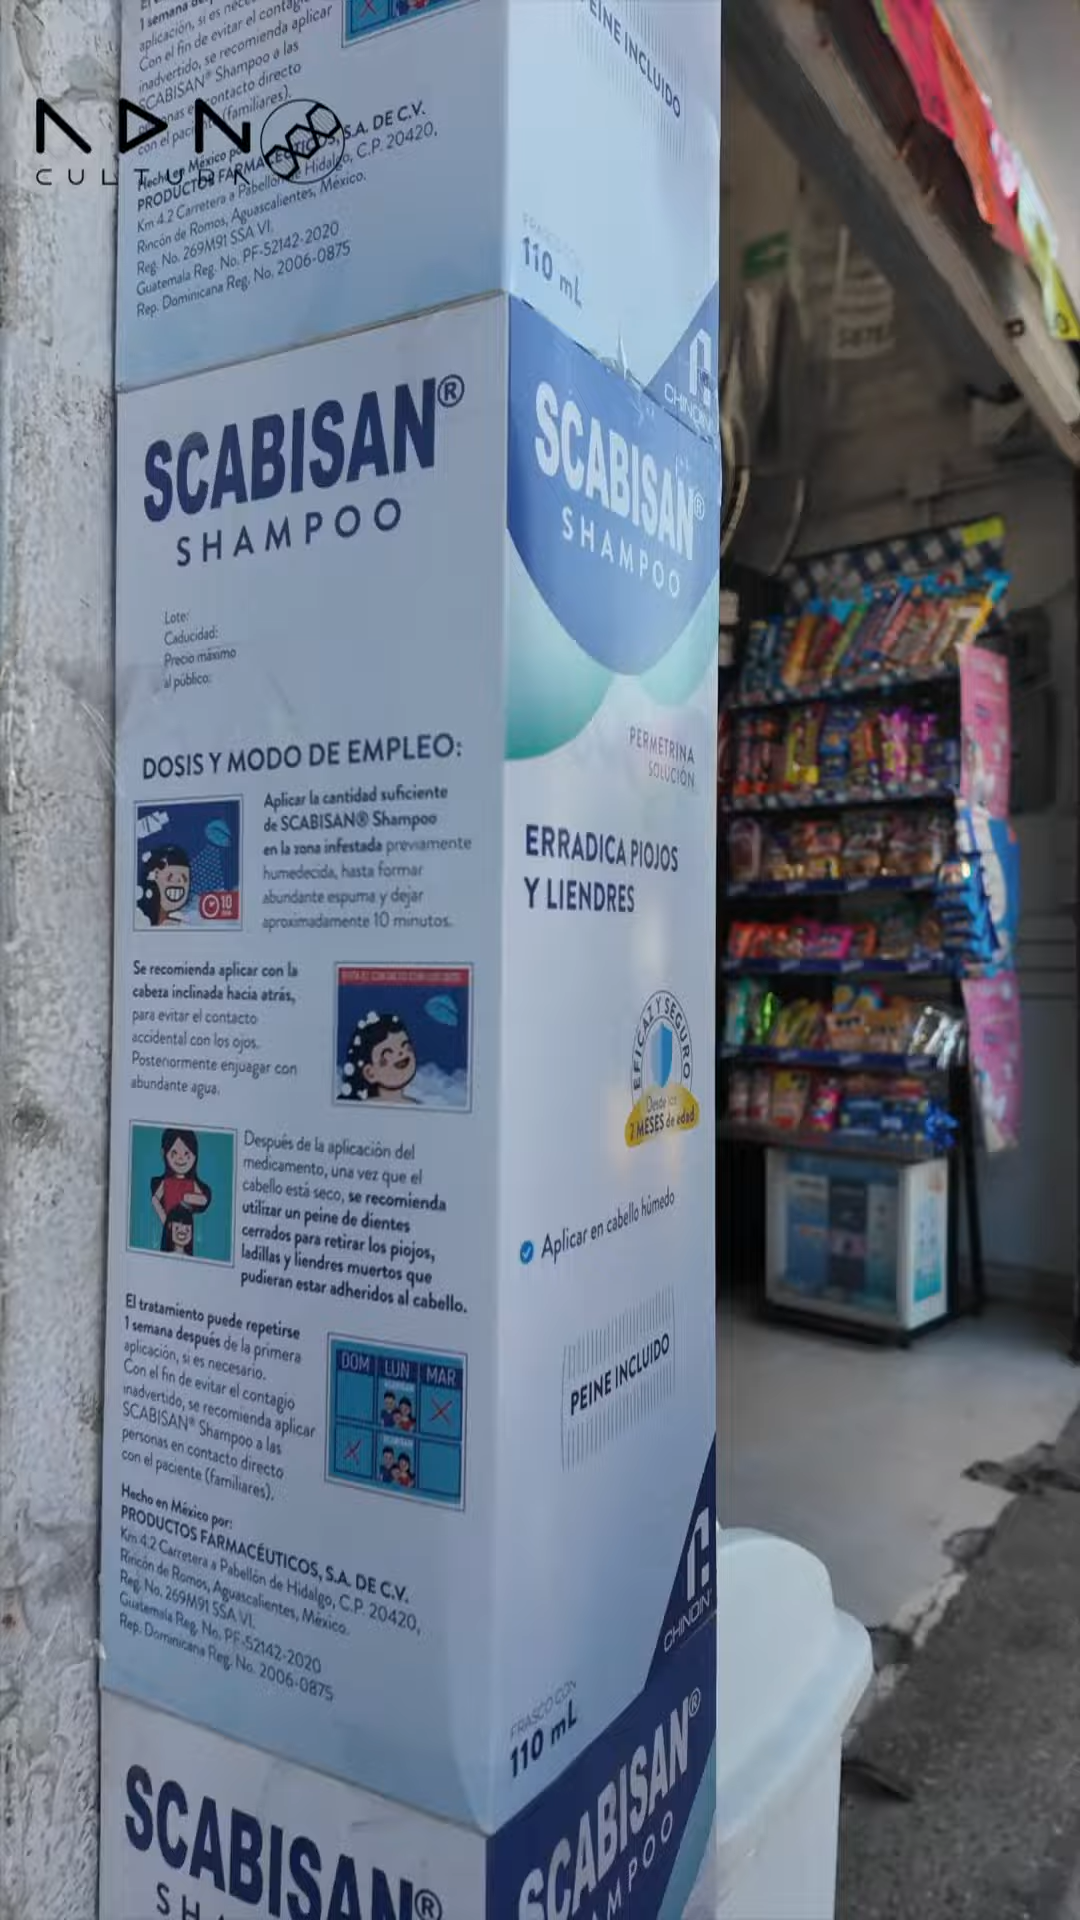 1 semana
aplicación, si es
Con el fin de evitar el contagio
inadvertido, se recomienda aplicar
SCABISAN® Shampoo a las
contacto directo
con el (familiares).
ADN
CULTURA
Hecho en México por
PRODUCTOS FARMACÉUTICOS, S.A. DE C.V.
Km 4.2 Carretera a Pabellón de Hidalgo, C.P. 20420,
Rincón de Romos, Aguascalientes, México.
Reg. No. 269M91 SSA VI.
Guatemala Reg. No. PF-52142-2020
Rep. Dominicana Reg. No. 2006-0875
PEINE INCLUIDO
FRASCO CON
110 mL
CHINOIN
SCABISAN®
SHAMPOO
Lote:
Caducidad:
Precio máximo
al público:
DOSIS Y MODO DE EMPLEO:
Aplicar la cantidad suficiente
de SCABISAN® Shampoo
en la zona infestada previamente
humedecida, hasta formar
abundante espuma y dejar
aproximadamente 10 minutos.
10
Se recomienda aplicar con la
cabeza inclinada hacia atrás,
para evitar el contacto
accidental con los ojos.
Posteriormente enjuagar con
abundante agua.
Después de la aplicación del
medicamento, una vez que el
cabello está seco, se recomienda
utilizar un peine de dientes
cerrados para retirar los piojos,
ladillas y liendres muertos que
pudieran estar adheridos al cabello.
El tratamiento puede repetirse
1 semana después de la primera
aplicación, si es necesario.
Con el fin de evitar el contagio
inadvertido, se recomienda aplicar
SCABISAN® Shampoo a las
personas en contacto directo
con el paciente (familiares).
DOM LUN MAR
Hecho en México por:
PRODUCTOS FARMACÉUTICOS, S.A. DE C.V.
Km 4.2 Carretera a Pabellón de Hidalgo, C.P. 20420,
Rincón de Romos, Aguascalientes, México.
Reg. No. 269M91 SSA VI.
Guatemala Reg. No. PF-52142-2020
Rep. Dominicana Reg. No. 2006-0875
SCABISAN®
SHAMPOO
PERMETRINA
SOLUCIÓN
ERRADICA PIOJOS
Y LIENDRES
EFICAZ Y SEGURO
Desde los
2 MESES de edad
Aplicar en cabello húmedo
PEINE INCLUIDO
CHINOIN
FRASCO CON
110 mL
SCABISAN®
SH
SCABISAN®
AMPOO